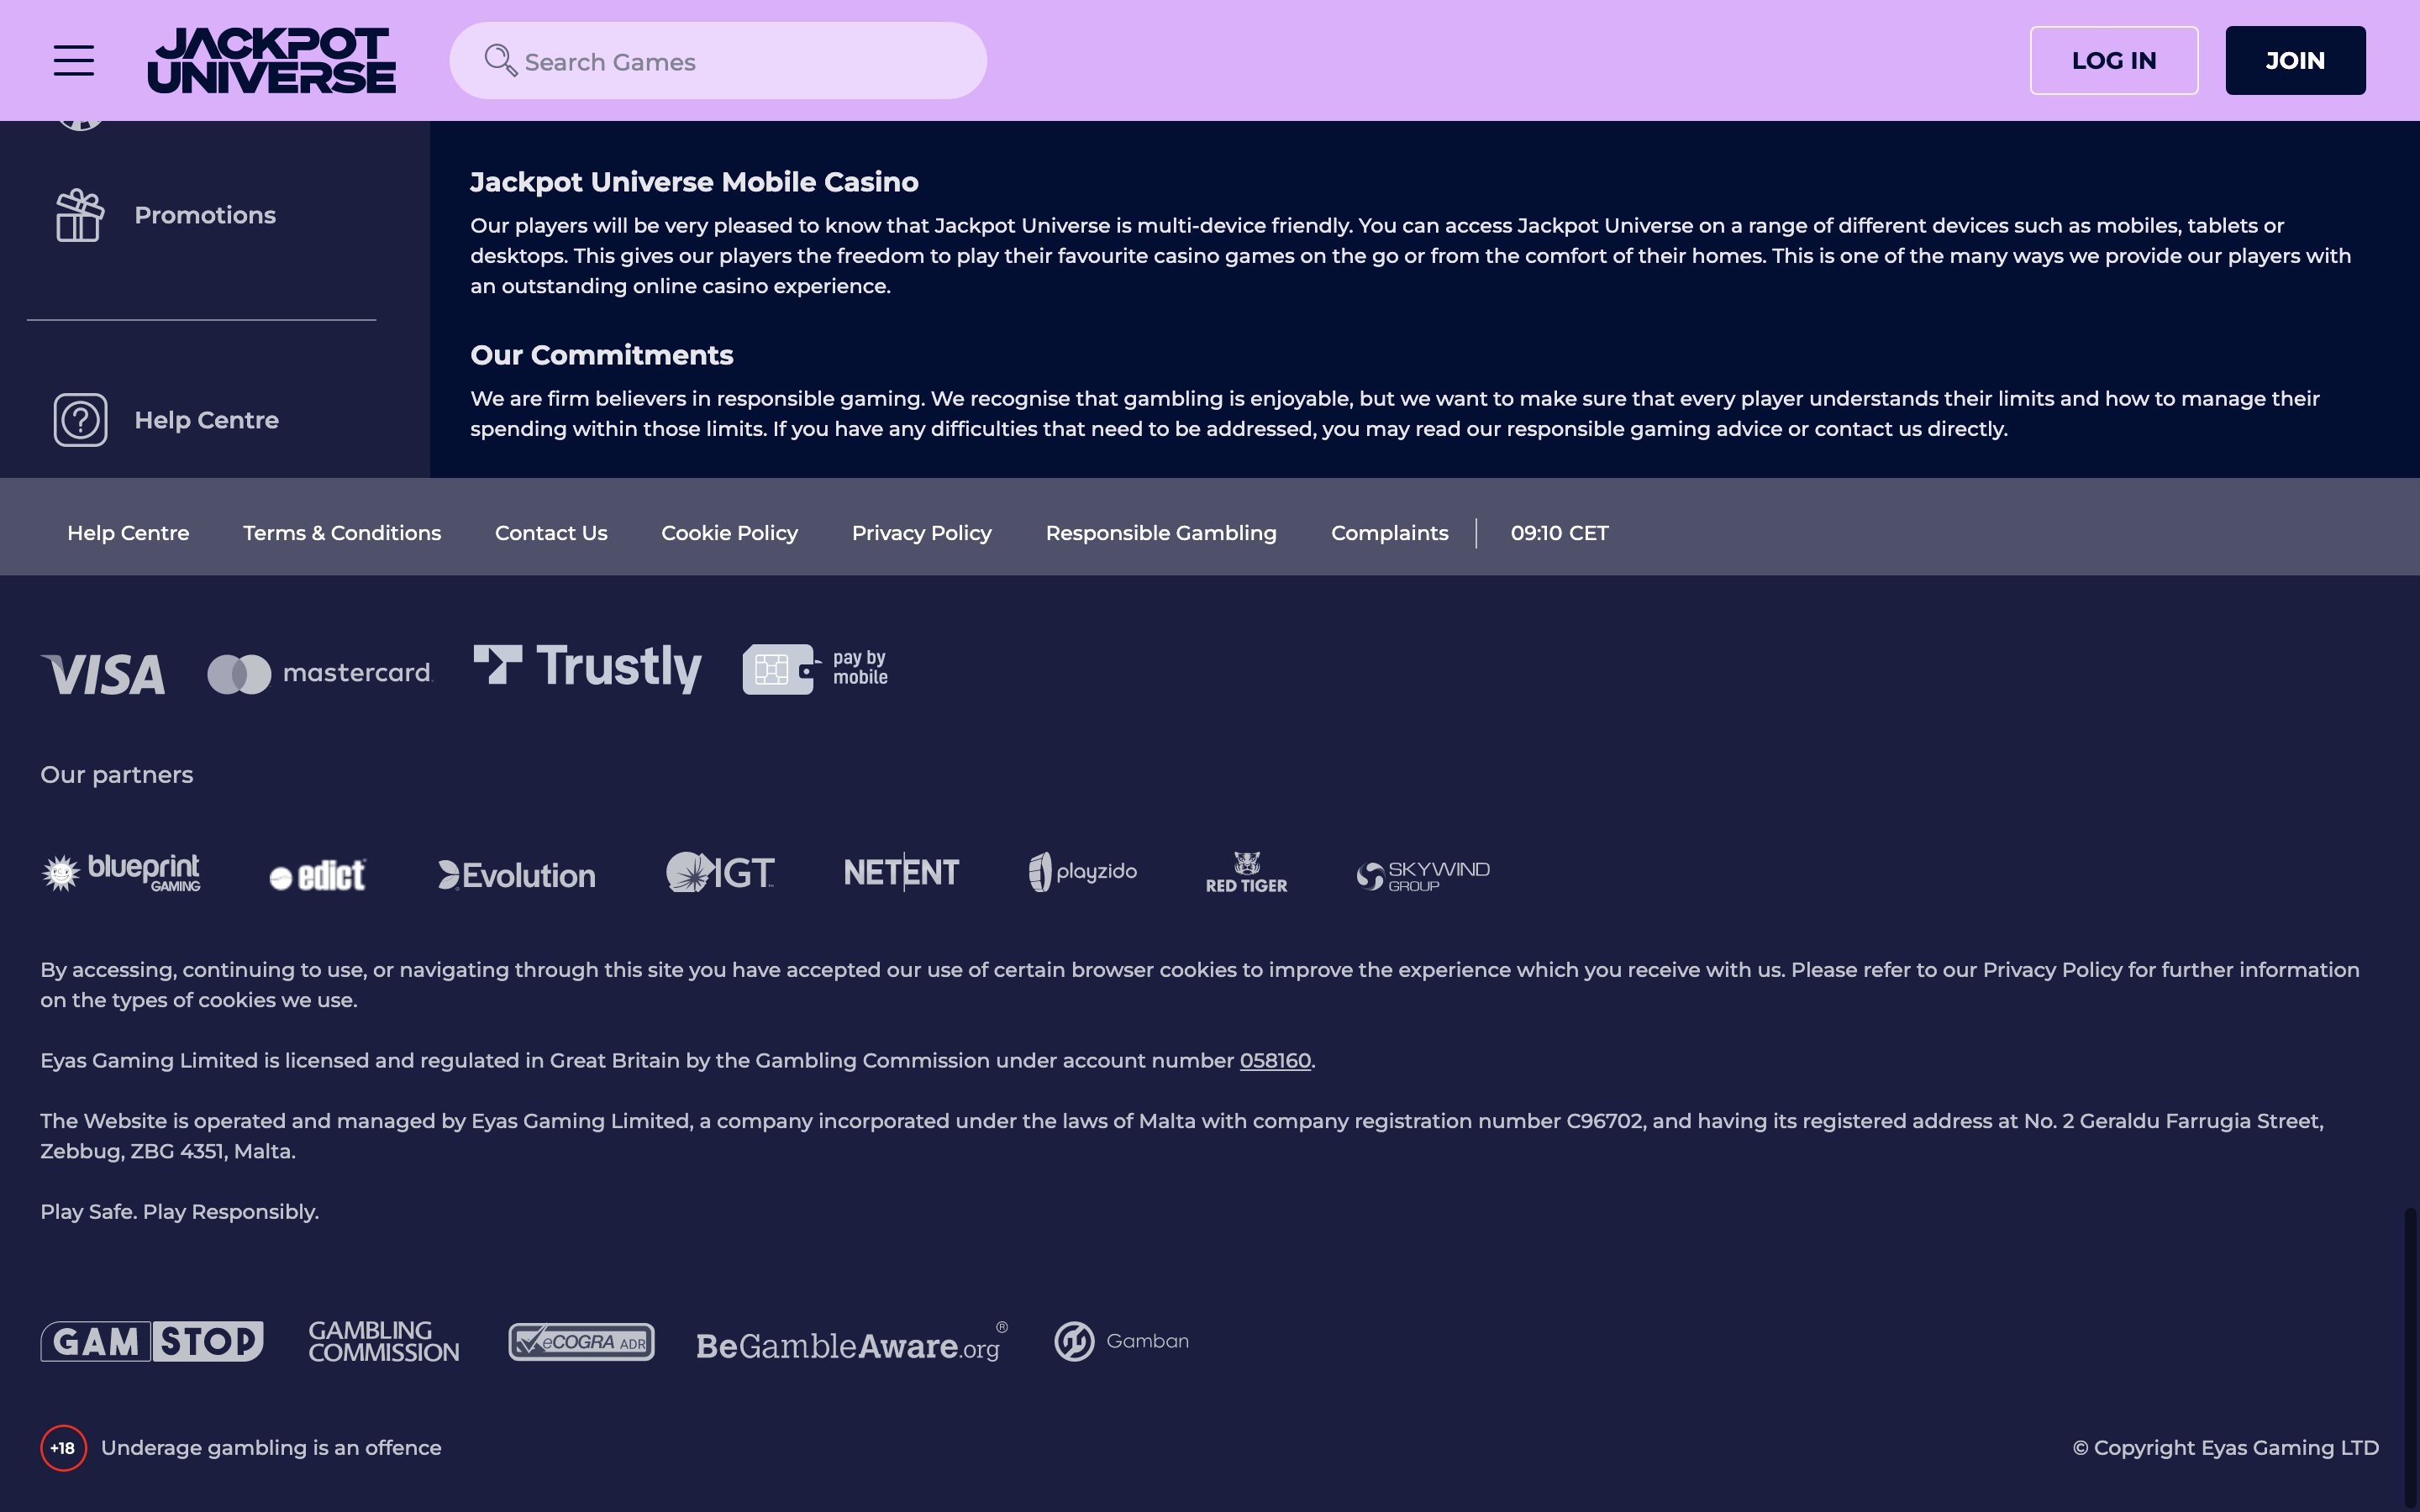 JACKPOT
UNIVERSE
Search Games
LOG IN
JOIN
Promotions
Help Centre
Jackpot Universe Mobile Casino
Our players will be very pleased to know that Jackpot Universe is multi-device friendly. You can access Jackpot Universe on a range of different devices such as mobiles, tablets or
desktops. This gives our players the freedom to play their favourite casino games on the go or from the comfort of their homes. This is one of the many ways we provide our players with
an outstanding online casino experience.
Our Commitments
We are firm believers in responsible gaming. We recognise that gambling is enjoyable, but we want to make sure that every player understands their limits and how to manage their
spending within those limits. If you have any difficulties that need to be addressed, you may read our responsible gaming advice or contact us directly.
Help Centre Terms & Conditions Contact Us Cookie Policy Privacy Policy Responsible Gambling Complaints 09:10 CET
VISA mastercard Trustly pay by
mobile
Our partners
blueprint
GAMING
edict
Evolution
IGT
NETENT
playzido
RED TIGER
SKYWIND
GROUP
By accessing, continuing to use, or navigating through this site you have accepted our use of certain browser cookies to improve the experience which you receive with us. Please refer to our Privacy Policy for further information
on the types of cookies we use.
Eyas Gaming Limited is licensed and regulated in Great Britain by the Gambling Commission under account number 058160.
The Website is operated and managed by Eyas Gaming Limited, a company incorporated under the laws of Malta with company registration number C96702, and having its registered address at No. 2 Geraldu Farrugia Street,
Zebbug, ZBG 4351, Malta.
Play Safe. Play Responsibly.
GAMSTOP
GAMBLING
COMMISSION
eCOGRA ADR
BeGambleAware.org®
Gamban
+18 Underage gambling is an offence
© Copyright Eyas Gaming LTD